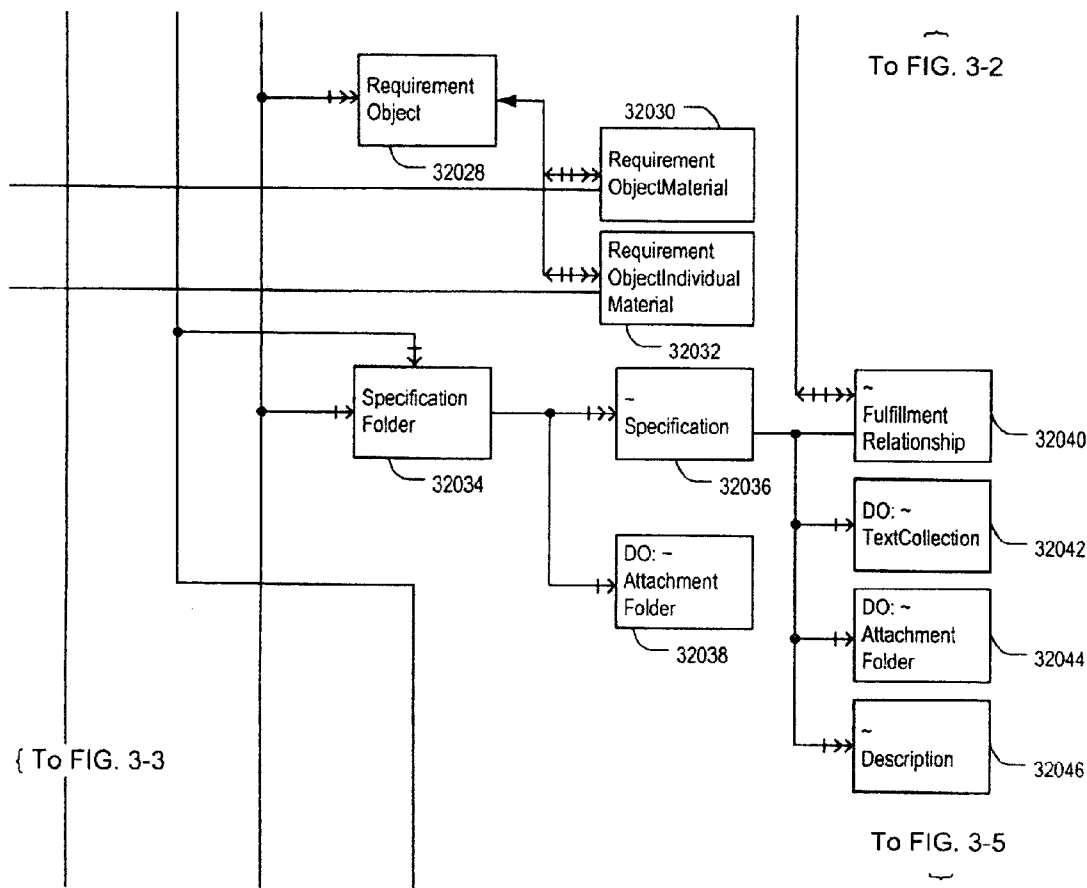 To FIG. 3-2
Requirement
Object
32028
32030
Requirement
ObjectMaterial
Requirement
ObjectIndividual
Material
32032
Specification
Folder
32034
~
Specification
32036
~
Fulfillment
Relationship
32040
DO: ~
TextCollection
32042
DO: ~
Attachment
Folder
32038
DO: ~
Attachment
Folder
32044
~
Description
32046
{ To FIG. 3-3
To FIG. 3-5